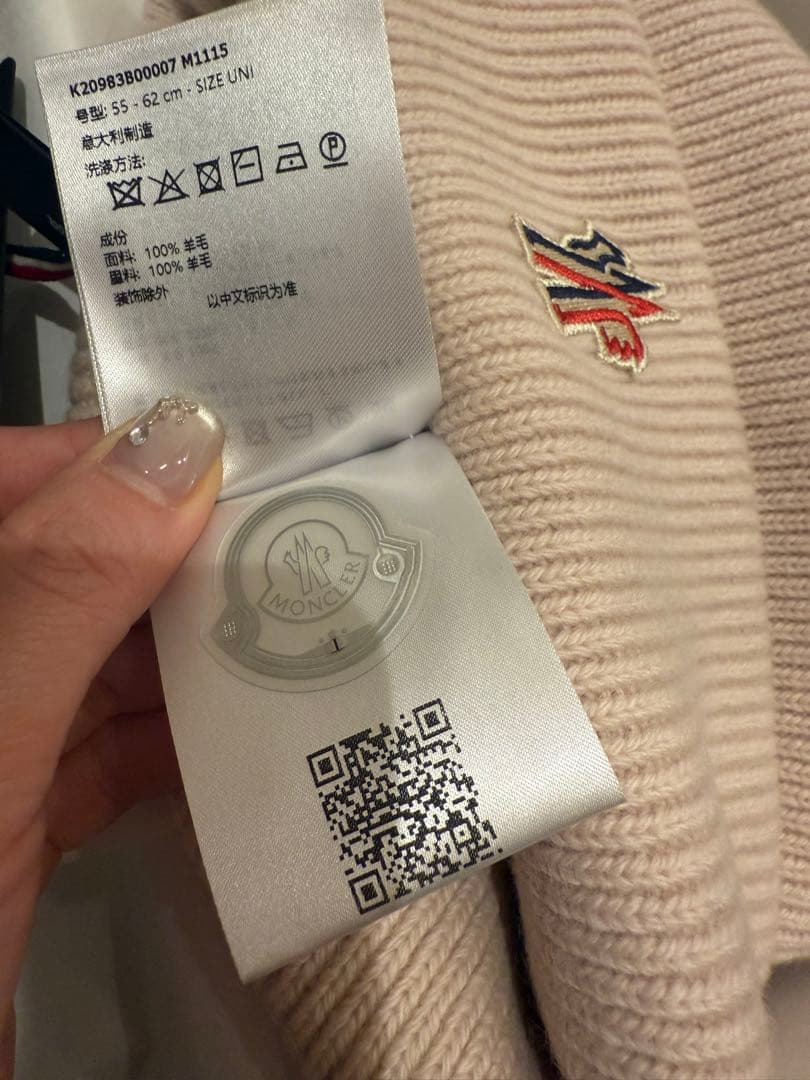 K20983B00007 M1115
号型: 55 - 62 cm - SIZE UNI
意大利制造
洗涤方法:
P
成份
面料: 100% 羊毛
里料: 100% 羊毛
装饰除外 以中文标识为准
MONCLER